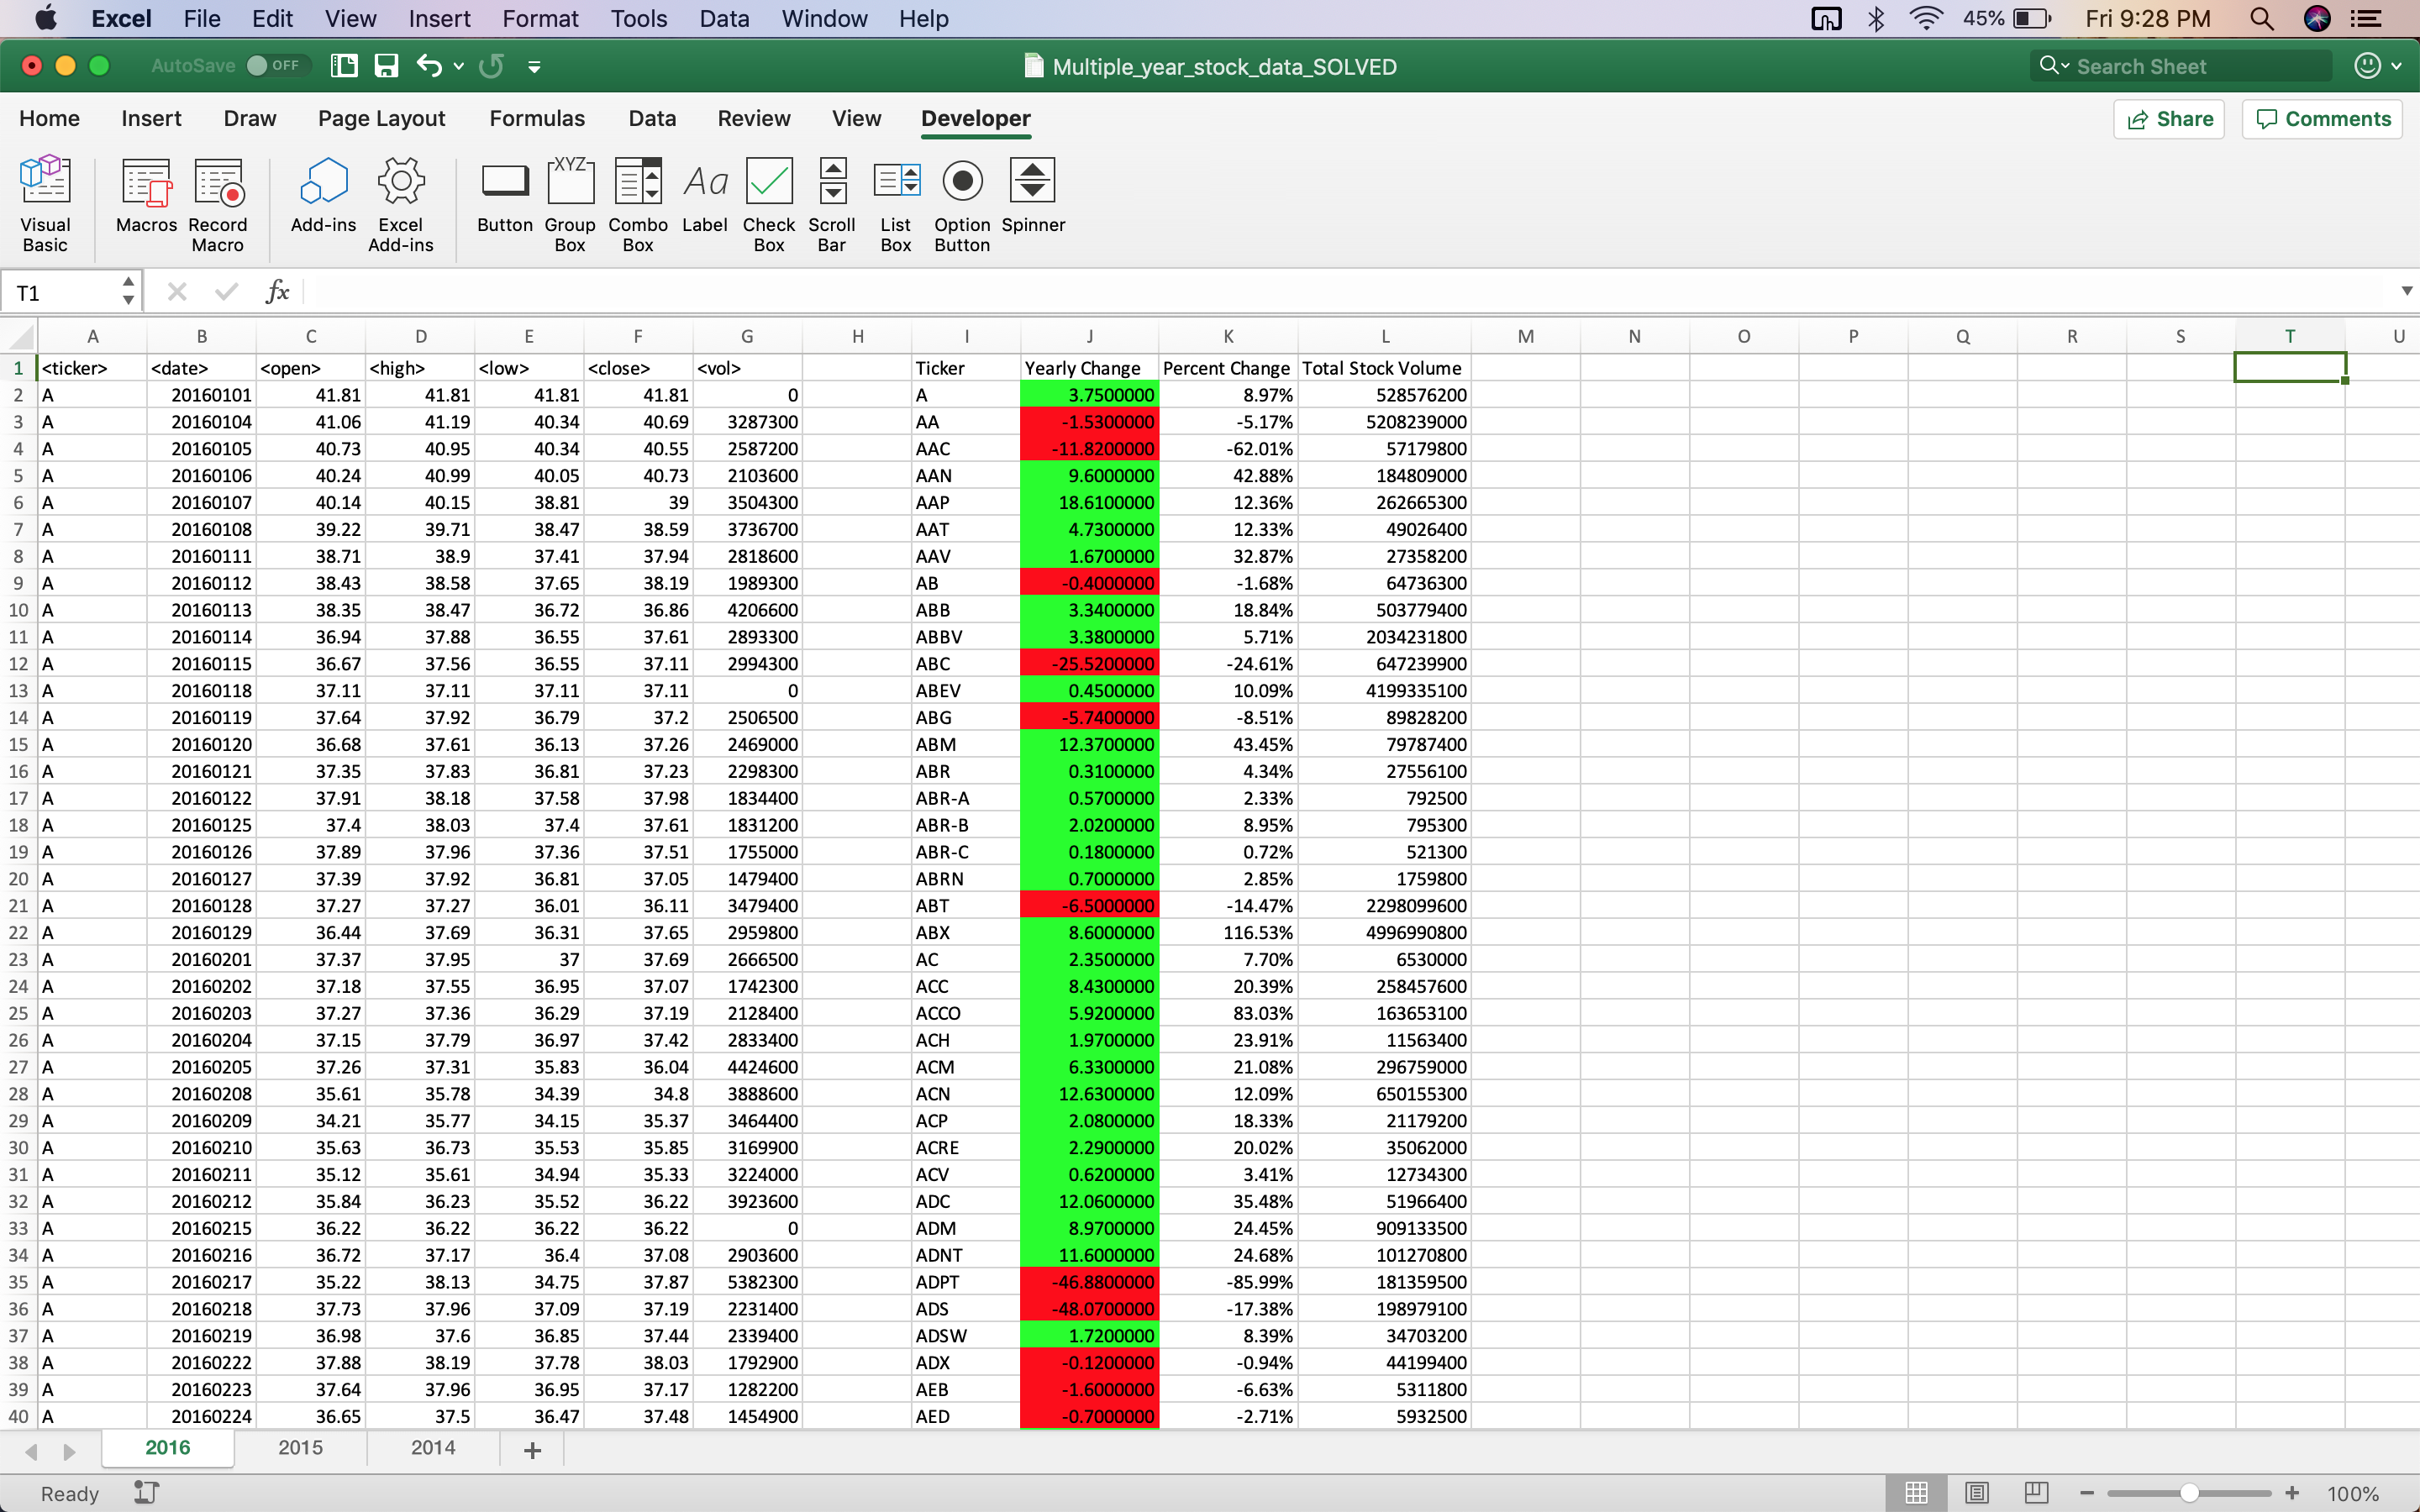 Excel File Edit View Insert Format Tools Data Window Help 45% Fri 9:28 PM
AutoSave OFF Multiple_year_stock_data_SOLVED Search Sheet
Home Insert Draw Page Layout Formulas Data Review View Developer Share Comments
XYZ Aa
Visual Basic Macros Record Macro Add-ins Excel Add-ins Button Group Box Combo Box Label Check Box Scroll Bar List Box Option Button Spinner
T1 fx
A B C D E F G H I J K L M N O P Q R S T U
1 <ticker> <date> <open> <high> <low> <close> <vol> Ticker Yearly Change Percent Change Total Stock Volume
2 A 20160101 41.81 41.81 41.81 41.81 0 A 3.7500000 8.97% 528576200
3 A 20160104 41.06 41.19 40.34 40.69 3287300 AA -1.5300000 -5.17% 5208239000
4 A 20160105 40.73 40.95 40.34 40.55 2587200 AAC -11.8200000 -62.01% 57179800
5 A 20160106 40.24 40.99 40.05 40.73 2103600 AAN 9.6000000 42.88% 184809000
6 A 20160107 40.14 40.15 38.81 39 3504300 AAP 18.6100000 12.36% 262665300
7 A 20160108 39.22 39.71 38.47 38.59 3736700 AAT 4.7300000 12.33% 49026400
8 A 20160111 38.71 38.9 37.41 37.94 2818600 AAV 1.6700000 32.87% 27358200
9 A 20160112 38.43 38.58 37.65 38.19 1989300 AB -0.4000000 -1.68% 64736300
10 A 20160113 38.35 38.47 36.72 36.86 4206600 ABB 3.3400000 18.84% 503779400
11 A 20160114 36.94 37.88 36.55 37.61 2893300 ABBV 3.3800000 5.71% 2034231800
12 A 20160115 36.67 37.56 36.55 37.11 2994300 ABC -25.5200000 -24.61% 647239900
13 A 20160118 37.11 37.11 37.11 37.11 0 ABEV 0.4500000 10.09% 4199335100
14 A 20160119 37.64 37.92 36.79 37.2 2506500 ABG -5.7400000 -8.51% 89828200
15 A 20160120 36.68 37.61 36.13 37.26 2469000 ABM 12.3700000 43.45% 79787400
16 A 20160121 37.35 37.83 36.81 37.23 2298300 ABR 0.3100000 4.34% 27556100
17 A 20160122 37.91 38.18 37.58 37.98 1834400 ABR-A 0.5700000 2.33% 792500
18 A 20160125 37.4 38.03 37.4 37.61 1831200 ABR-B 2.0200000 8.95% 795300
19 A 20160126 37.89 37.96 37.36 37.51 1755000 ABR-C 0.1800000 0.72% 521300
20 A 20160127 37.39 37.92 36.81 37.05 1479400 ABRN 0.7000000 2.85% 1759800
21 A 20160128 37.27 37.27 36.01 36.11 3479400 ABT -6.5000000 -14.47% 2298099600
22 A 20160129 36.44 37.69 36.31 37.65 2959800 ABX 8.6000000 116.53% 4996990800
23 A 20160201 37.37 37.95 37 37.69 2666500 AC 2.3500000 7.70% 6530000
24 A 20160202 37.18 37.55 36.95 37.07 1742300 ACC 8.4300000 20.39% 258457600
25 A 20160203 37.27 37.36 36.29 37.19 2128400 ACCO 5.9200000 83.03% 163653100
26 A 20160204 37.15 37.79 36.97 37.42 2833400 ACH 1.9700000 23.91% 11563400
27 A 20160205 37.26 37.31 35.83 36.04 4424600 ACM 6.3300000 21.08% 296759000
28 A 20160208 35.61 35.78 34.39 34.8 3888600 ACN 12.6300000 12.09% 650155300
29 A 20160209 34.21 35.77 34.15 35.37 3464400 ACP 2.0800000 18.33% 21179200
30 A 20160210 35.63 36.73 35.53 35.85 3169900 ACRE 2.2900000 20.02% 35062000
31 A 20160211 35.12 35.61 34.94 35.33 3224000 ACV 0.6200000 3.41% 12734300
32 A 20160212 35.84 36.23 35.52 36.22 3923600 ADC 12.0600000 35.48% 51966400
33 A 20160215 36.22 36.22 36.22 36.22 0 ADM 8.9700000 24.45% 909133500
34 A 20160216 36.72 37.17 36.4 37.08 2903600 ADNT 11.6000000 24.68% 101270800
35 A 20160217 35.22 38.13 34.75 37.87 5382300 ADPT -46.8800000 -85.99% 181359500
36 A 20160218 37.73 37.96 37.09 37.19 2231400 ADS -48.0700000 -17.38% 198979100
37 A 20160219 36.98 37.6 36.85 37.44 2339400 ADSW 1.7200000 8.39% 34703200
38 A 20160222 37.88 38.19 37.78 38.03 1792900 ADX -0.1200000 -0.94% 44199400
39 A 20160223 37.64 37.96 36.95 37.17 1282200 AEB -1.6000000 -6.63% 5311800
40 A 20160224 36.65 37.5 36.47 37.48 1454900 AED -0.7000000 -2.71% 5932500
2016 2015 2014 +
Ready 100%